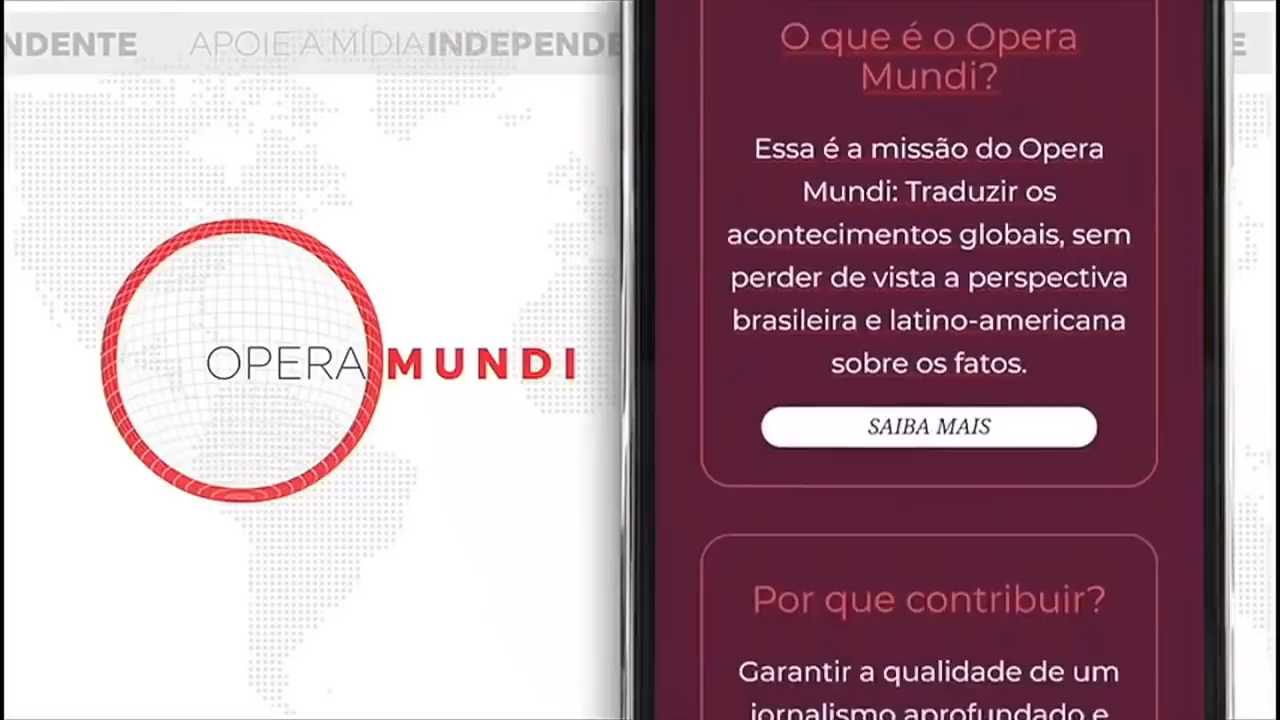 NDENTE APOIE A MÍDIA INDEPENDE E
OPERA MUNDI
O que é o Opera
Mundi?
Essa é a missão do Opera
Mundi: Traduzir os
acontecimentos globais, sem
perder de vista a perspectiva
brasileira e latino-americana
sobre os fatos.
SAIBA MAIS
Por que contribuir?
Garantir a qualidade de um
jornalismo aprofundado e